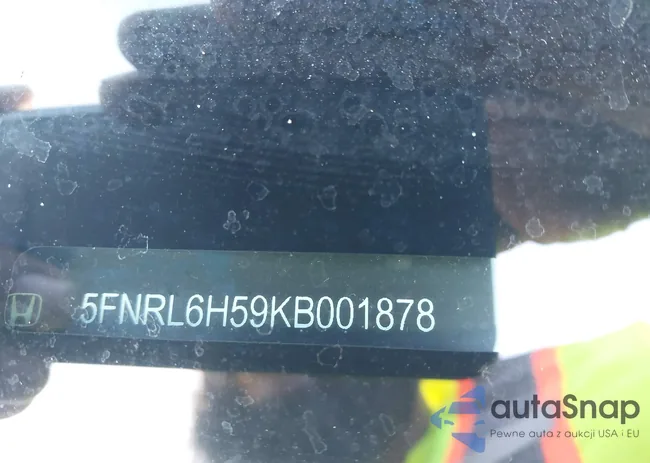 5FNRL6H59KB001878
autaSnap
Pewne auta z aukcji USA i EU